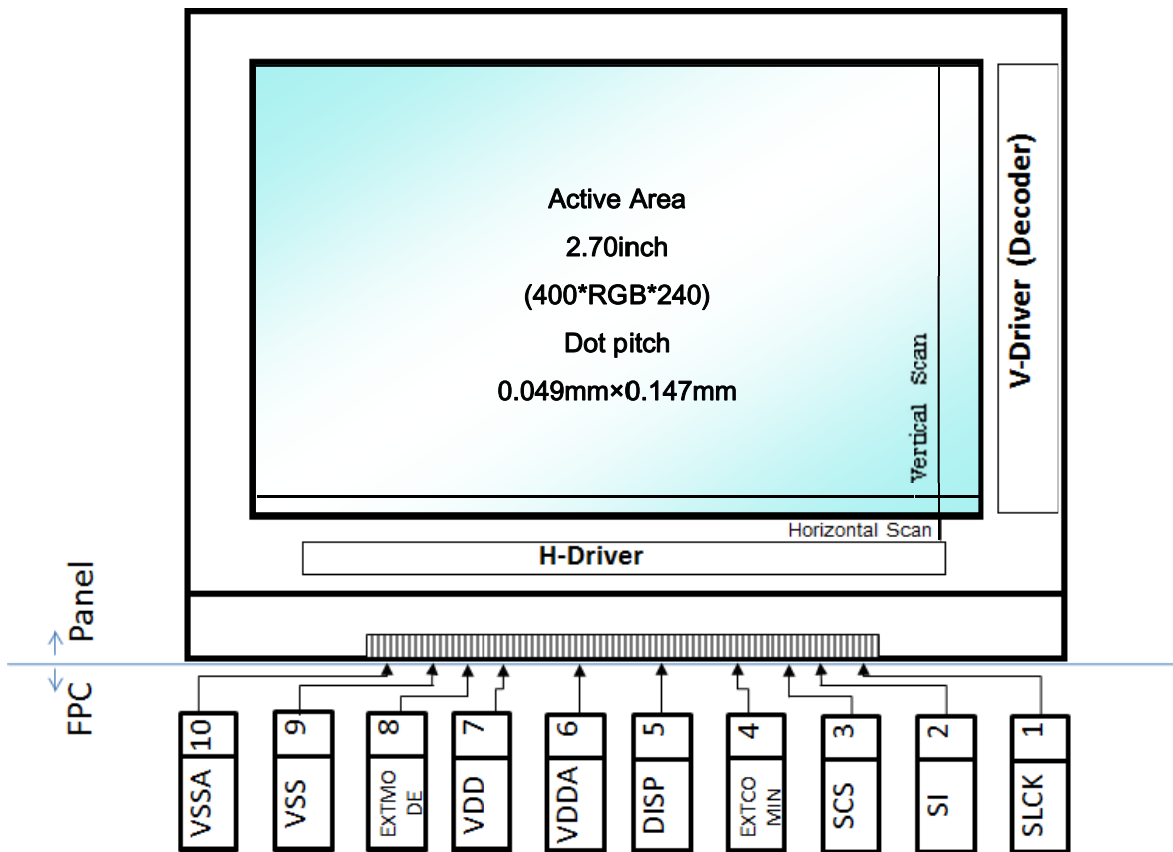 Active Area
2.70inch
(400*RGB*240)
Dot pitch
0.049mm×0.147mm
V-Driver (Decoder)
Vertical Scan
Horizontal Scan
H-Driver
Panel
FPC
10
VSSA
9
VSS
8
EXTMO
DE
7
VDD
6
VDDA
5
DISP
4
EXTCO
MIN
3
SCS
2
SI
1
SLCK